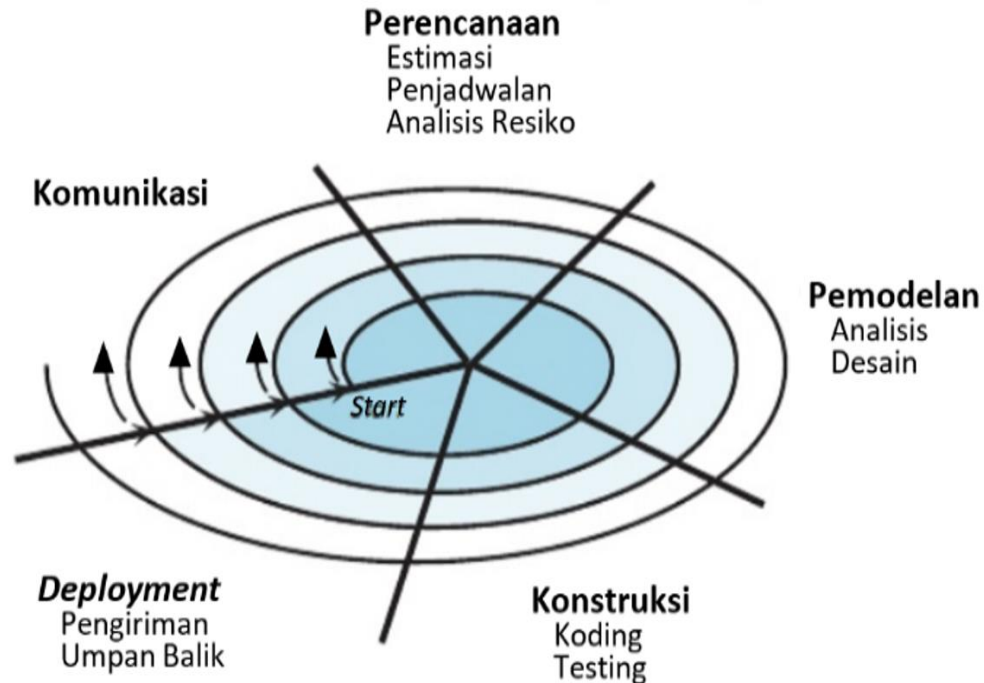 Perencanaan
Estimasi
Penjadwalan
Analisis Resiko
Komunikasi
Pemodelan
Analisis
Desain
Start
Deployment
Pengiriman
Umpan Balik
Konstruksi
Koding
Testing